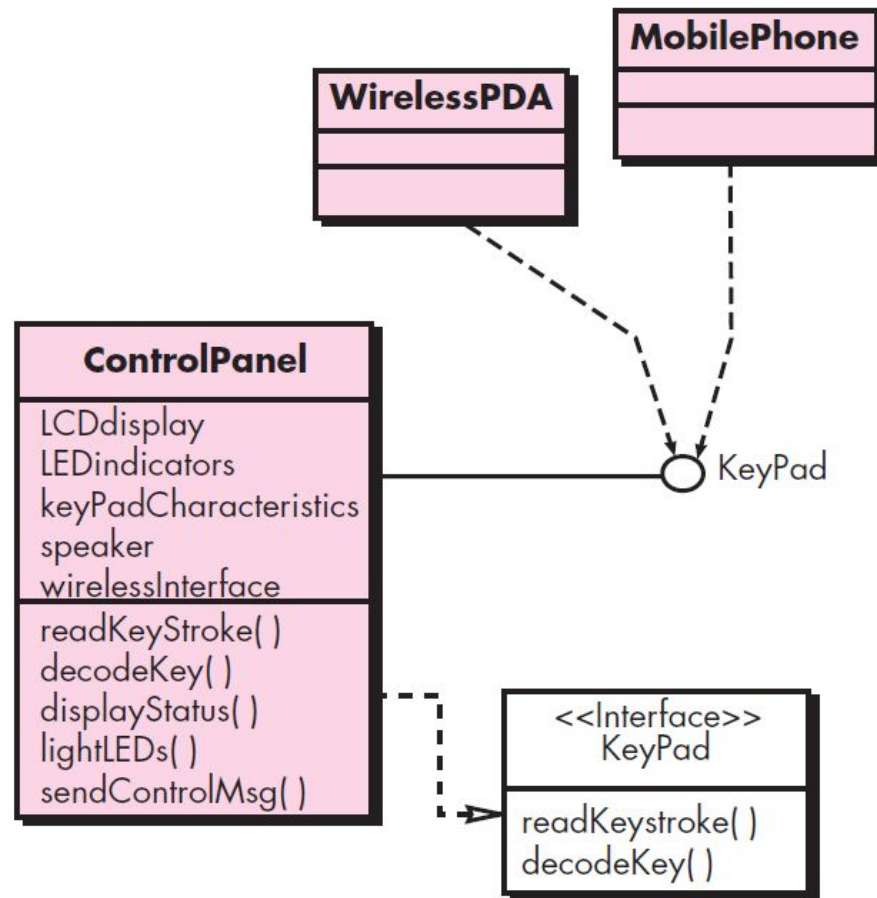 MobilePhone
WirelessPDA
ControlPanel
LCDdisplay
LEDindicators
keyPadCharacteristics
speaker
wirelessInterface
readKeyStroke( )
decodeKey( )
displayStatus( )
lightLEDs( )
sendControlMsg( )
KeyPad
<<Interface>>
KeyPad
readKeystroke( )
decodeKey( )